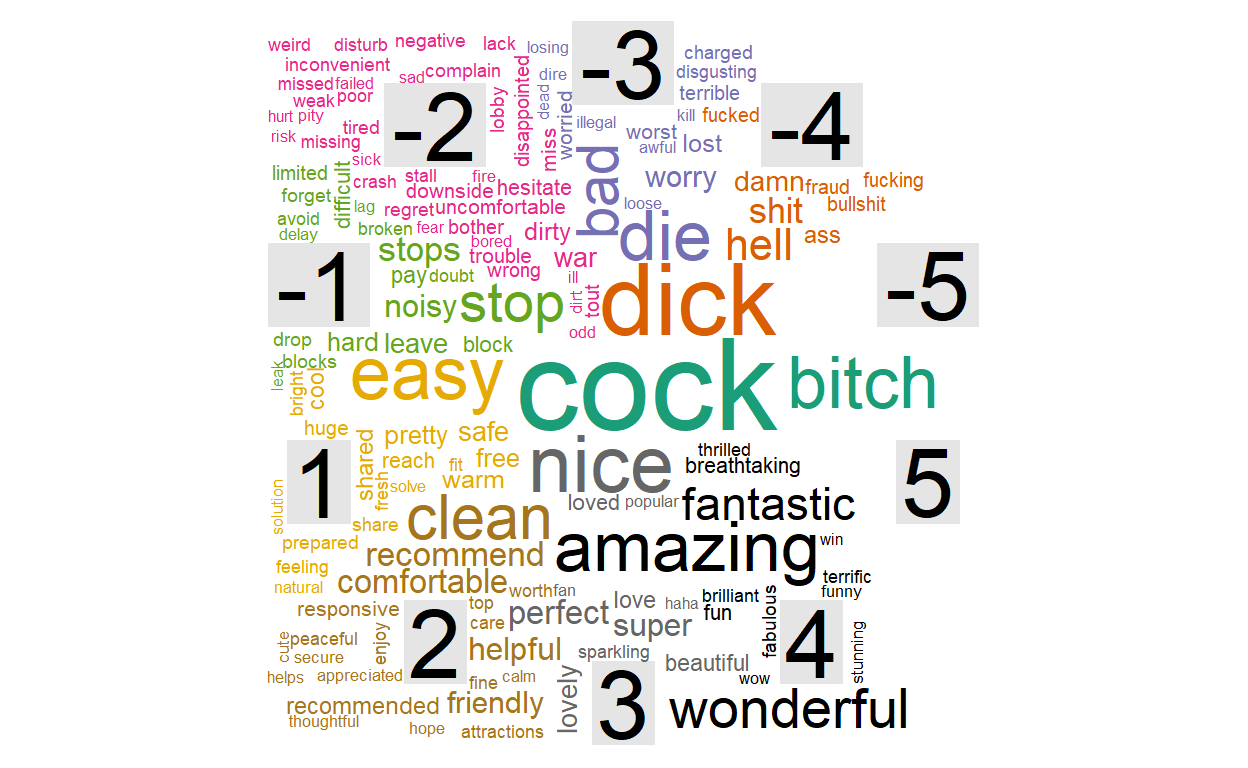 weird disturb negative lack losing -3 charged
inconvenient disgusting
missed failed sad complain dire terrible
weak poor -2 lobby disappointed dead worried kill fucked -4
hurt pity illegal
risk missing tired miss worst awful lost
sick
limited difficult crash stall fire bad worry damn fraud fucking
forget downside hesitate
lag regret uncomfortable loose shit bullshit
avoid broken fear bother dirty die hell ass
delay bored
-1 stops trouble war -5
pay doubt wrong ill
noisy stop dirt tout dick
drop hard leave block odd
blocks
leak bright cool easy cock bitch
huge pretty safe thrilled
1 shared reach fit free nice breathtaking 5
fresh solve warm
solution share clean loved popular fantastic
prepared recommend amazing win
feeling
natural comfortable worth fan terrific
responsive top love haha brilliant fabulous funny
care perfect super fun 4
cute peaceful enjoy 2 stunning
secure helpful sparkling
helps appreciated fine calm lovely beautiful wow
recommended friendly 3 wonderful
thoughtful hope attractions